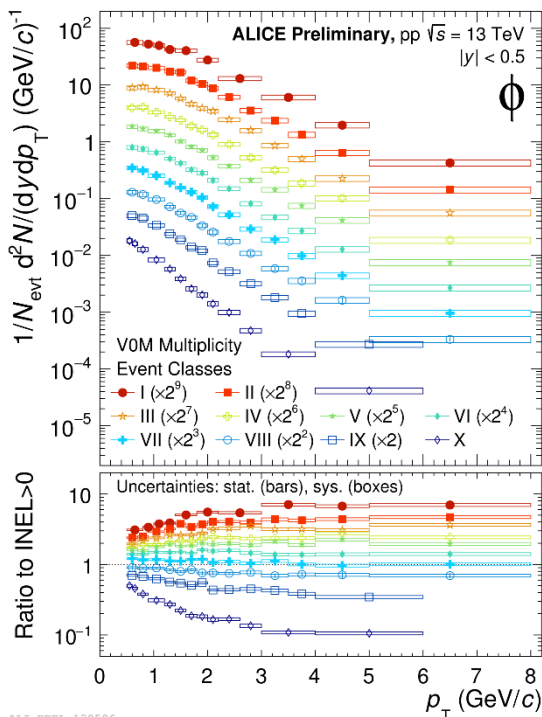 ALICE Preliminary, pp √s = 13 TeV
|y| < 0.5
ϕ
1/N_evt d²N/(dydp_T) (GeV/c)⁻¹
10²
10
1
10⁻¹
10⁻²
10⁻³
10⁻⁴
10⁻⁵
V0M Multiplicity
Event Classes
I (×2⁹) II (×2⁸)
III (×2⁷) IV (×2⁶) V (×2⁵) VI (×2⁴)
VII (×2³) VIII (×2²) IX (×2) X
Ratio to INEL>0
Uncertainties: stat. (bars), sys. (boxes)
10
1
10⁻¹
0 1 2 3 4 5 6 7 8
p_T (GeV/c)